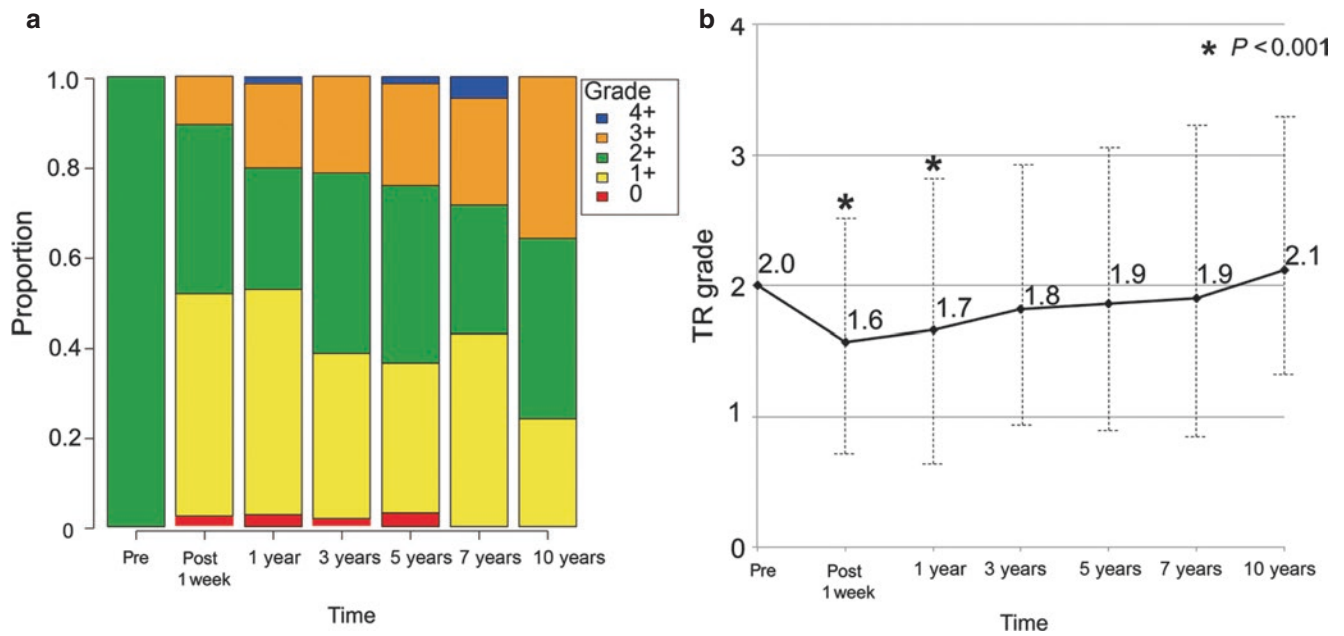 a
1.0
0.8
0.6
0.4
0.2
0
Proportion
Grade
4+
3+
2+
1+
0
Pre
Post
1 week
1 year
3 years
5 years
7 years
10 years
Time
b
* P < 0.001
4
3
2
1
0
TR grade
2.0
1.6
1.7
1.8
1.9
1.9
2.1
*
*
Pre
Post
1 week
1 year
3 years
5 years
7 years
10 years
Time